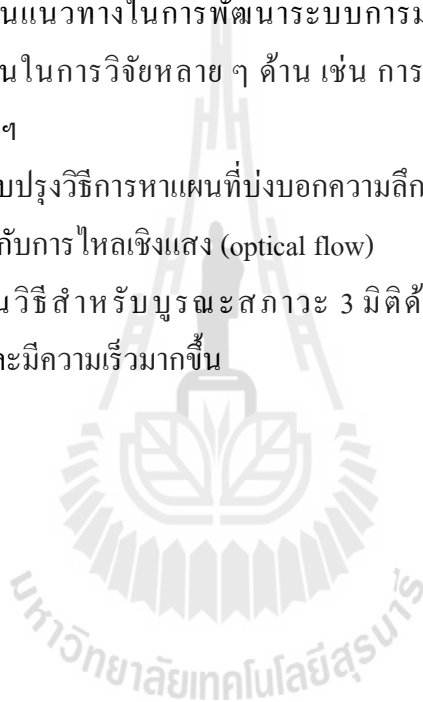 นแนวทางในการพัฒนาระบบการม
นในการวิจัยหลาย ๆ ด้าน เช่น การ
ฯ
บปรุงวิธีการหาแผนที่บ่งบอกความลึก
กับการไหลเชิงแสง (optical flow)
นวิธีสำหรับบูรณะสภาวะ 3 มิติด้
ละมีความเร็วมากขึ้น
มหาวิทยาลัยเทคโนโลยีสุรนารี